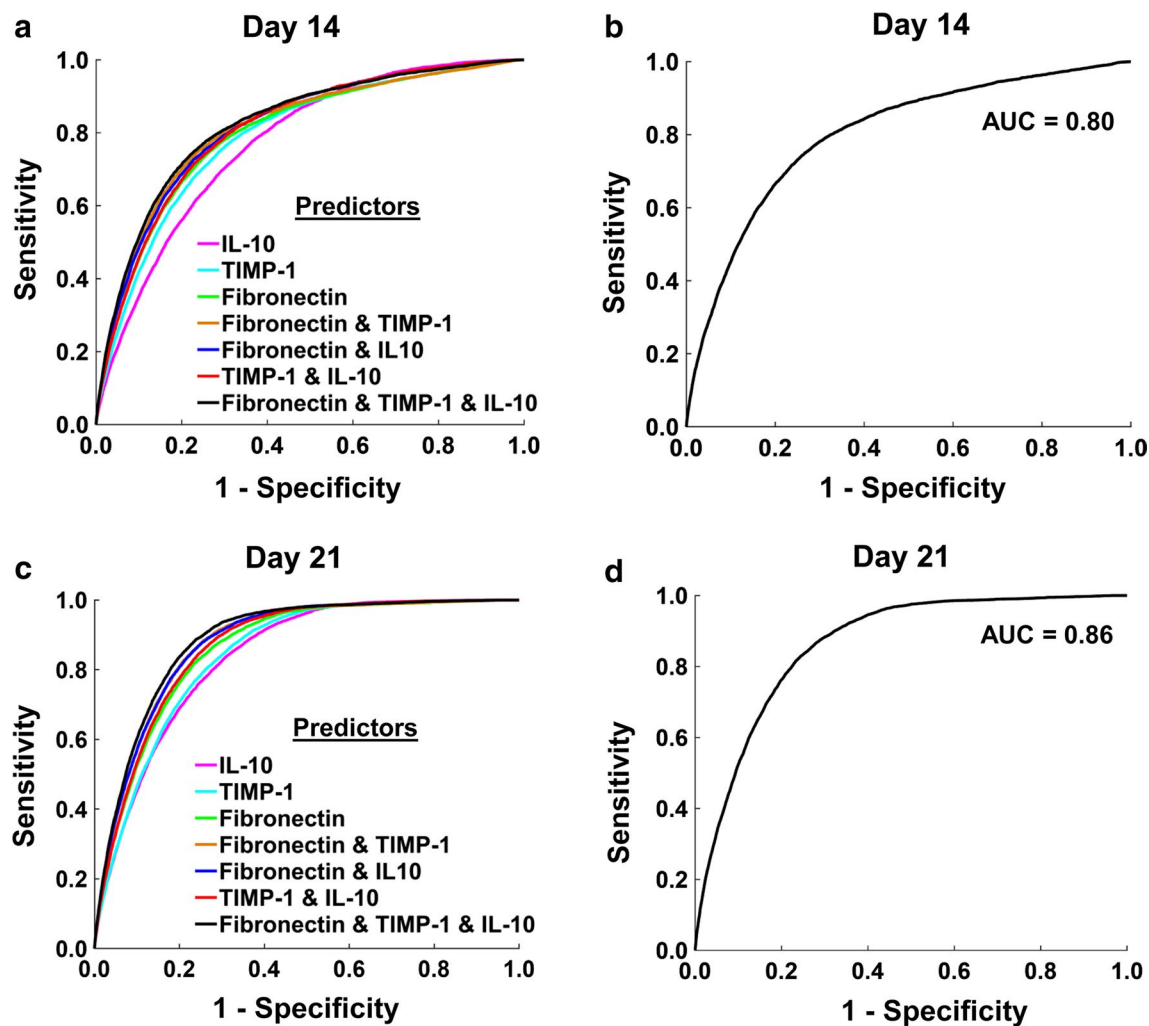 a
Day 14
1.0
0.8
0.6
0.4
0.2
0.0
Sensitivity
Predictors
IL-10
TIMP-1
Fibronectin
Fibronectin & TIMP-1
Fibronectin & IL10
TIMP-1 & IL-10
Fibronectin & TIMP-1 & IL-10
0.0 0.2 0.4 0.6 0.8 1.0
1 - Specificity
b
Day 14
1.0
0.8
0.6
0.4
0.2
0.0
Sensitivity
AUC = 0.80
0.0 0.2 0.4 0.6 0.8 1.0
1 - Specificity
c
Day 21
1.0
0.8
0.6
0.4
0.2
0.0
Sensitivity
Predictors
IL-10
TIMP-1
Fibronectin
Fibronectin & TIMP-1
Fibronectin & IL10
TIMP-1 & IL-10
Fibronectin & TIMP-1 & IL-10
0.0 0.2 0.4 0.6 0.8 1.0
1 - Specificity
d
Day 21
1.0
0.8
0.6
0.4
0.2
0.0
Sensitivity
AUC = 0.86
0.0 0.2 0.4 0.6 0.8 1.0
1 - Specificity